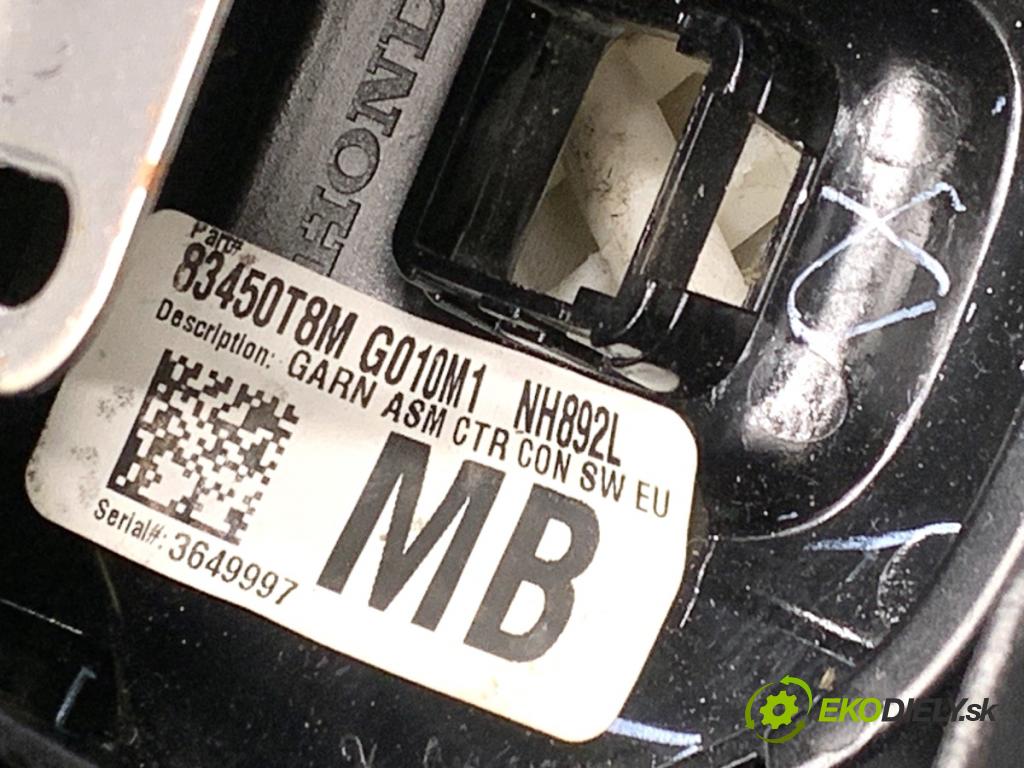 HOND
Part#
83450T8M G010M1 NH892L
Description: GARN ASM CTR CON SW EU
MB
Serial#: 3649997
EKODIELY.sk